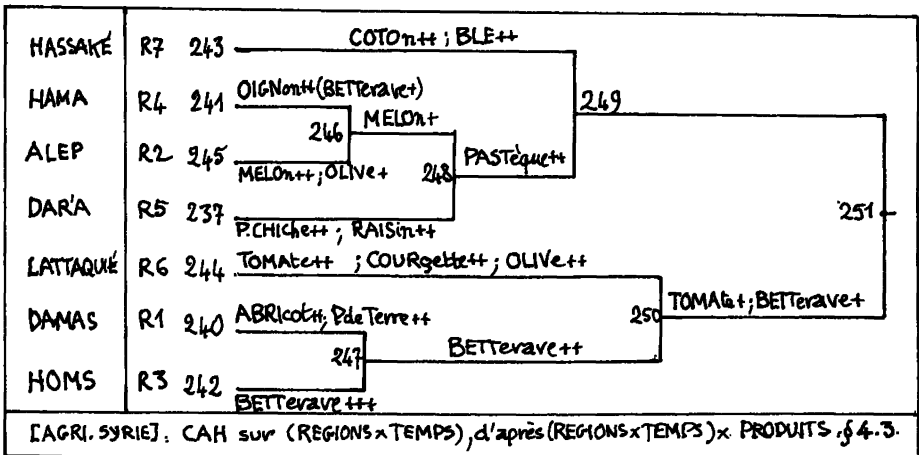 HASSAKÉ R7 243 COTOn++ ; BLE++
249
HAMA R4 241 OIGNon++(BETTerave+)
246 MELOn+
ALEP R2 245 MELOn++ ; OLIVe+
248 PASTèque++
DAR'A R5 237 P.CHIche++ ; RAISin++
251
LATTAQUIÉ R6 244 TOMAte++ ; COURgette++ ; OLIVe++
250 TOMAte+ ; BETTerave+
DAMAS R1 240 ABRIcot++; PdeTerre++
247 BETTerave++
HOMS R3 242 BETTerave+++
[AGRI. SYRIE] : CAH sur (REGIONS x TEMPS), d'après (REGIONS x TEMPS) x PRODUITS . § 4.3.